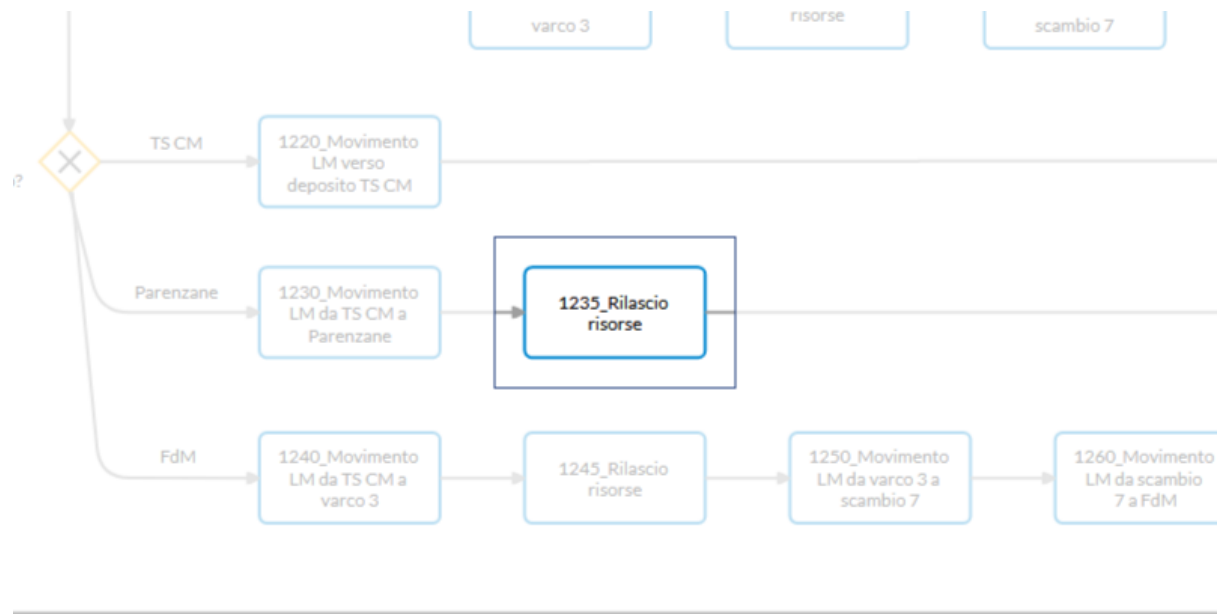 varco 3
risorse
scambio 7
TS CM
1220_Movimento
LM verso
deposito TS CM
o?
Parenzane
1230_Movimento
LM da TS CM a
Parenzane
1235_Rilascio
risorse
FdM
1240_Movimento
LM da TS CM a
varco 3
1245_Rilascio
risorse
1250_Movimento
LM da varco 3 a
scambio 7
1260_Movimento
LM da scambio
7 a FdM